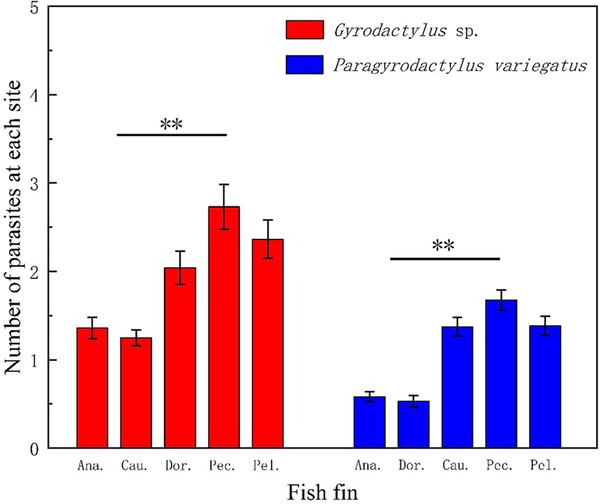 5
4
3
2
1
0
Number of parasites at each site
Gyrodactylus sp.
Paragyrodactylus variegatus
**
**
Ana. Cau. Dor. Pec. Pel. Ana. Dor. Cau. Pec. Pel.
Fish fin